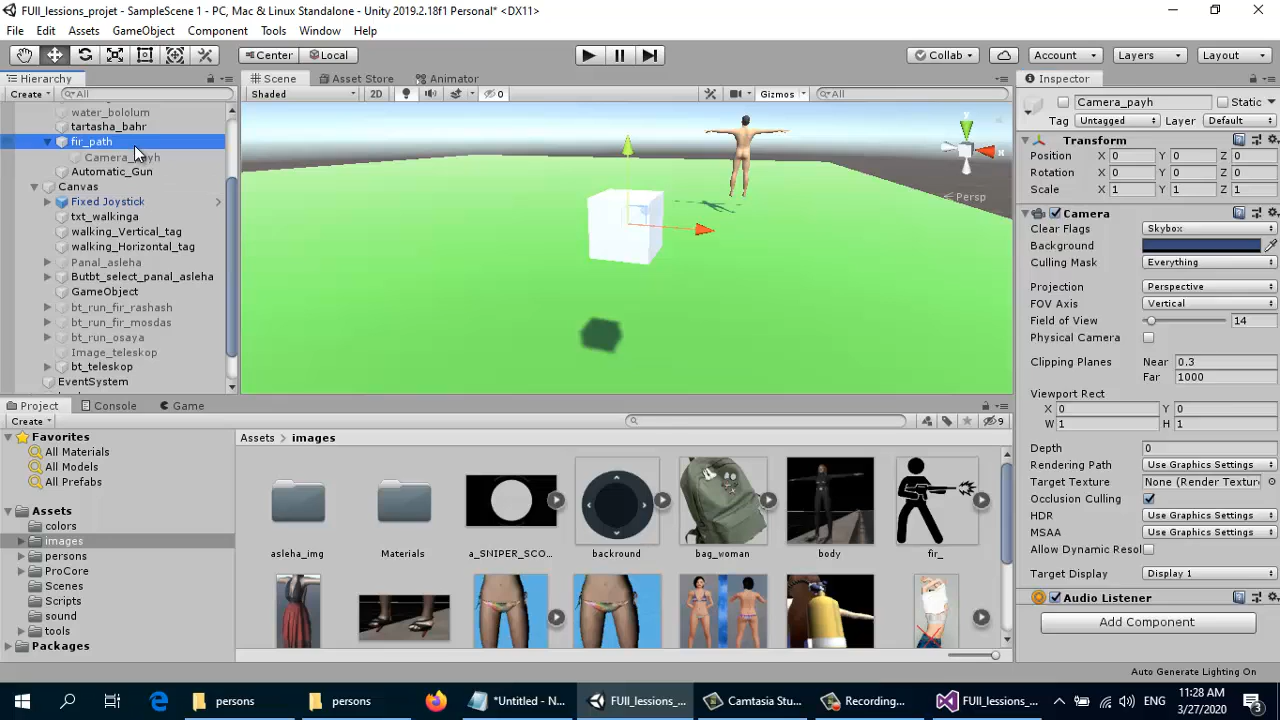 FUll_lessions_projet - SampleScene 1 - PC, Mac & Linux Standalone - Unity 2019.2.18f1 Personal* <DX11>
File Edit Assets GameObject Component Tools Window Help
Center Local Collab Account Layers Layout
Hierarchy
Create All
water_bololum
tartasha_bahr
fir_path
Camera_payh
Automatic_Gun
Canvas
Fixed Joystick
txt_walkinga
walking_Vertical_tag
walking_Horizontal_tag
Panal_asleha
Butbt_select_panal_asleha
GameObject
bt_run_fir_rashash
bt_run_fir_mosdas
bt_run_osaya
Image_teleskop
bt_teleskop
EventSystem
Scene Asset Store Animator
Shaded 2D 0 Gizmos All
y
x
Persp
Inspector
Camera_payh Static
Tag Untagged Layer Default
Transform
Position X 0 Y 0 Z 0
Rotation X 0 Y 0 Z 0
Scale X 1 Y 1 Z 1
Camera
Clear Flags Skybox
Background
Culling Mask Everything
Projection Perspective
FOV Axis Vertical
Field of View 14
Physical Camera
Clipping Planes Near 0.3
Far 1000
Viewport Rect
X 0 Y 0
W 1 H 1
Depth 0
Rendering Path Use Graphics Settings
Target Texture None (Render Textur
Occlusion Culling
HDR Use Graphics Settings
MSAA Use Graphics Settings
Allow Dynamic Resol
Target Display Display 1
Audio Listener
Add Component
Project Console Game
Create 9
Favorites
All Materials
All Models
All Prefabs
Assets
colors
images
persons
ProCore
Scenes
Scripts
sound
tools
Packages
Assets > images
asleha_img Materials a_SNIPER_SCO... backround bag_woman body fir_
Auto Generate Lighting On
persons persons *Untitled - N... FUll_lessions_... Camtasia Stu... Recording... FUll_lessions_... ENG 11:28 AM
3/27/2020 3